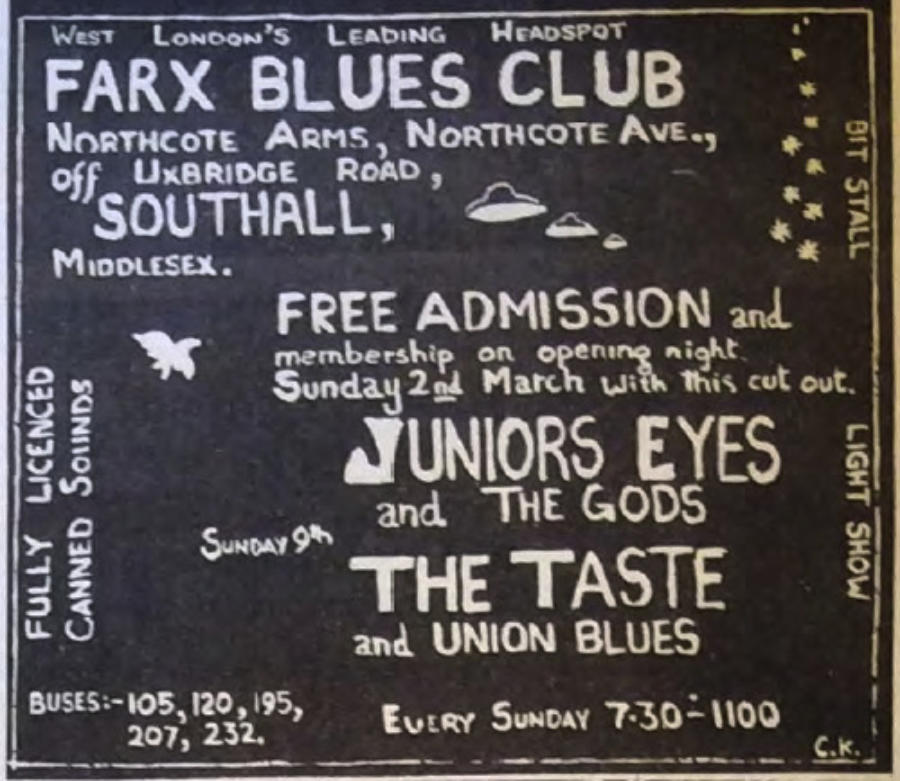 WEST LONDON'S LEADING HEADSPOT
FARX BLUES CLUB
NORTHCOTE ARMS, NORTHCOTE AVE.,
off UXBRIDGE ROAD,
SOUTHALL,
MIDDLESEX.
BIT STALL
FREE ADMISSION and
membership on opening night.
Sunday 2nd March with this cut out.
JUNIORS EYES
and THE GODS
LIGHT SHOW
FULLY LICENCED
CANNED SOUNDS
SUNDAY 9th
THE TASTE
and UNION BLUES
BUSES:-105, 120, 195,
207, 232.
EVERY SUNDAY 7·30-1100
C.K.